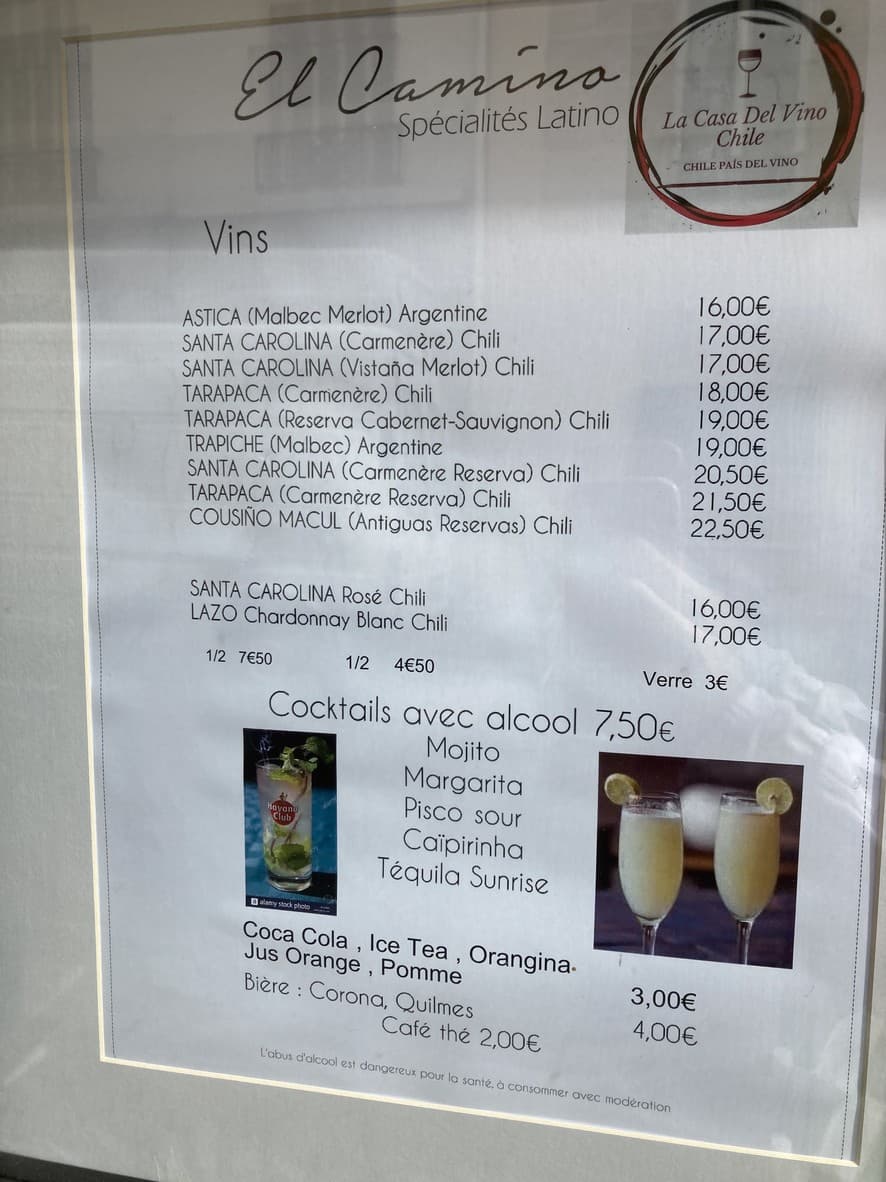 El Camino
Spécialités Latino
La Casa Del Vino
Chile
CHILE PAÍS DEL VINO
Vins
ASTICA (Malbec Merlot) Argentine 16,00€
SANTA CAROLINA (Carmenère) Chili 17,00€
SANTA CAROLINA (Vistaña Merlot) Chili 17,00€
TARAPACA (Carmenère) Chili 18,00€
TARAPACA (Reserva Cabernet-Sauvignon) Chili 19,00€
TRAPICHE (Malbec) Argentine 19,00€
SANTA CAROLINA (Carmenère Reserva) Chili 20,50€
TARAPACA (Carmenère Reserva) Chili 21,50€
COUSIÑO MACUL (Antiguas Reservas) Chili 22,50€
SANTA CAROLINA Rosé Chili 16,00€
LAZO Chardonnay Blanc Chili 17,00€
1/2 7€50 1/2 4€50 Verre 3€
Cocktails avec alcool 7,50€
Mojito
Margarita
Pisco sour
Caïpirinha
Téquila Sunrise
Havana
Club
alamy stock photo
Coca Cola , Ice Tea , Orangina.
Jus Orange , Pomme 3,00€
Bière : Corona, Quilmes 4,00€
Café thé 2,00€
L'abus d'alcool est dangereux pour la santé, à consommer avec modération